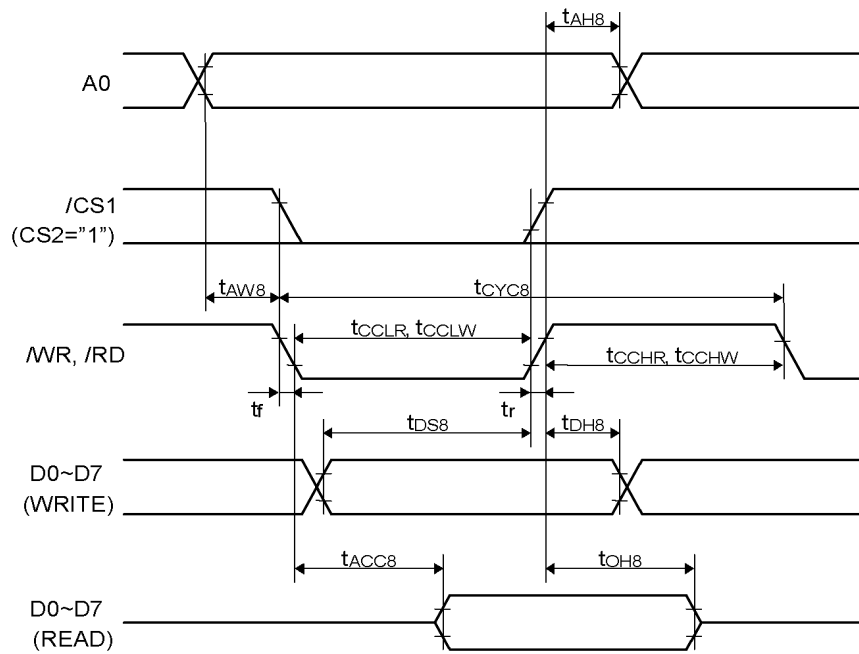 tAH8
A0
/CS1
(CS2="1")
tAW8
tCYC8
tCCLR, tCCLW
/WR, /RD
tCCHR, tCCHW
tf
tr
tDS8
tDH8
D0~D7
(WRITE)
tACC8
tOH8
D0~D7
(READ)